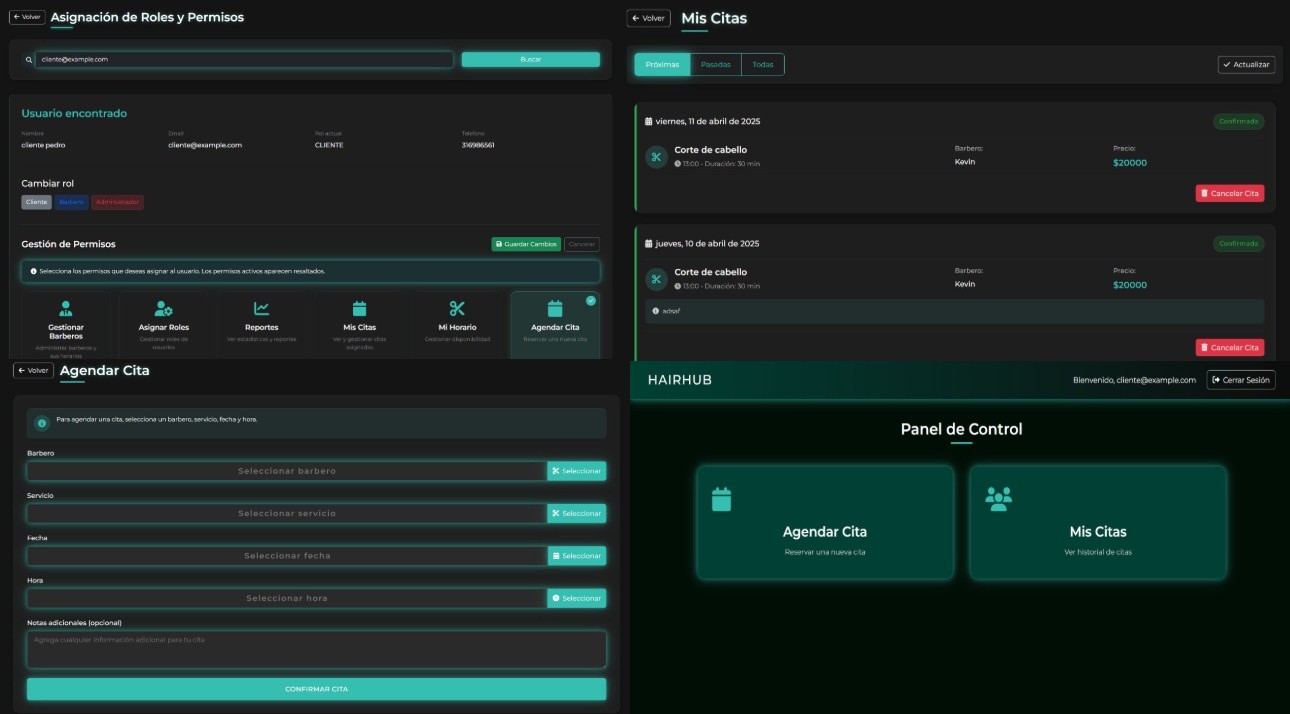 Volver
Asignación de Roles y Permisos
cliente@example.com
Buscar
Usuario encontrado
Nombre
Email
Rol actual
Teléfono
cliente pedro
cliente@example.com
CLIENTE
316986561
Cambiar rol
Cliente
Barbero
Administrador
Gestión de Permisos
Guardar Cambios
Cancelar
Selecciona los permisos que deseas asignar al usuario. Los permisos activos aparecen resaltados.
Gestionar
Barberos
Administrar barberos y
sus horarios
Asignar Roles
Gestionar roles de
usuarios
Reportes
Ver estadísticas y reportes
Mis Citas
Ver y gestionar citas
asignadas
Mi Horario
Gestionar disponibilidad
Agendar Cita
Reservar una nueva cita
Volver
Mis Citas
Próximas
Pasadas
Todas
Actualizar
viernes, 11 de abril de 2025
Confirmada
Corte de cabello
13:00 - Duración: 30 min
Barbero:
Kevin
Precio:
$20000
Cancelar Cita
jueves, 10 de abril de 2025
Confirmada
Corte de cabello
13:00 - Duración: 30 min
Barbero:
Kevin
Precio:
$20000
adsaf
Cancelar Cita
Volver
Agendar Cita
Para agendar una cita, selecciona un barbero, servicio, fecha y hora.
Barbero
Seleccionar barbero
Seleccionar
Servicio
Seleccionar servicio
Seleccionar
Fecha
Seleccionar fecha
Seleccionar
Hora
Seleccionar hora
Seleccionar
Notas adicionales (opcional)
Agrega cualquier información adicional para tu cita
CONFIRMAR CITA
HAIRHUB
Bienvenido, cliente@example.com
Cerrar Sesión
Panel de Control
Agendar Cita
Reservar una nueva cita
Mis Citas
Ver historial de citas